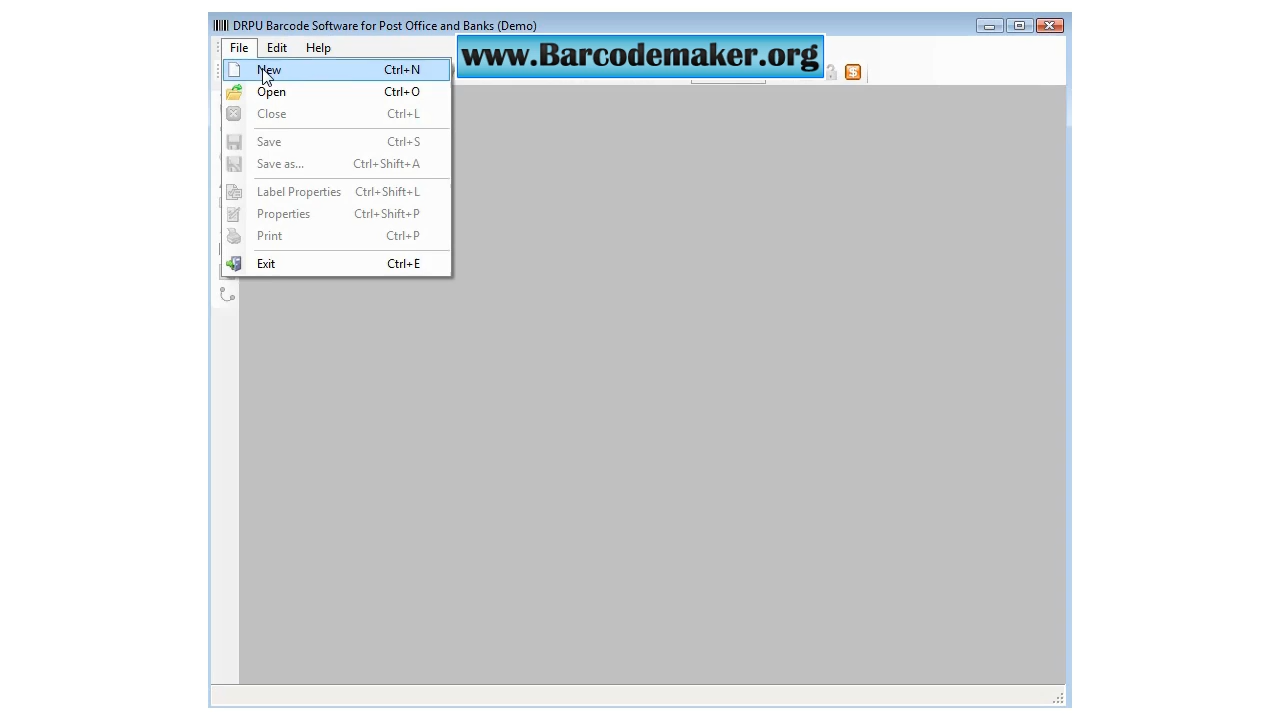 DRPU Barcode Software for Post Office and Banks (Demo)
File Edit Help
www.Barcodemaker.org
New Ctrl+N
Open Ctrl+O
Close Ctrl+L
Save Ctrl+S
Save as... Ctrl+Shift+A
Label Properties Ctrl+Shift+L
Properties Ctrl+Shift+P
Print Ctrl+P
Exit Ctrl+E